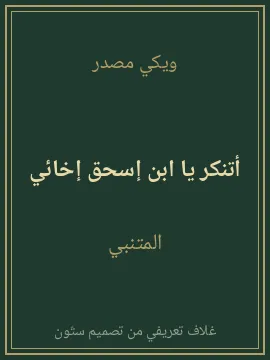 ويكي مصدر
أتنكر يا ابن إسحق إخائي
المتنبي
غلاف تعريفي من تصميم سثون